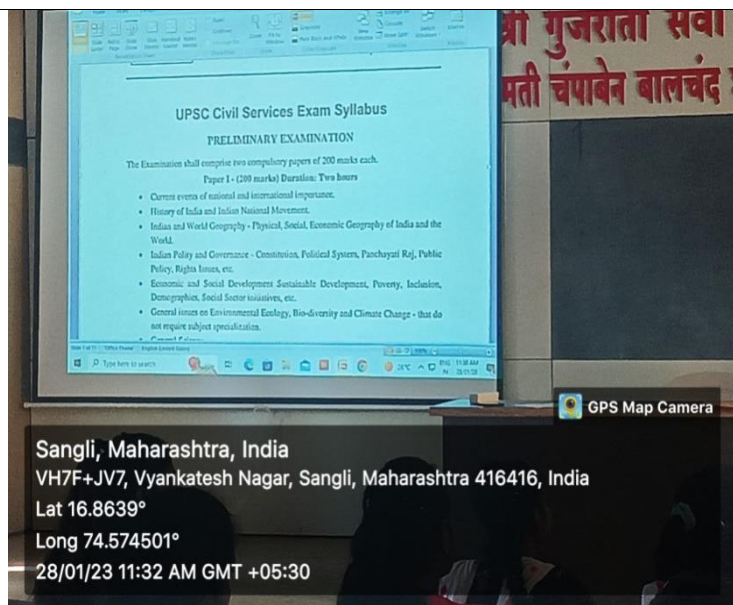 श्री गुजराती सेवा
मती चंपाबेन बालचंद
UPSC Civil Services Exam Syllabus
PRELIMINARY EXAMINATION
The Examination shall comprise two compulsory papers of 200 marks each.
Paper I - (200 marks) Duration: Two hours
• Current events of national and international importance.
• History of India and Indian National Movement.
• Indian and World Geography - Physical, Social, Economic Geography of India and the
World.
• Indian Polity and Governance - Constitution, Political System, Panchayati Raj, Public
Policy, Rights Issues, etc.
• Economic and Social Development Sustainable Development, Poverty, Inclusion,
Demographics, Social Sector initiatives, etc.
• General issues on Environmental Ecology, Bio-diversity and Climate Change - that do
not require subject specialization.
Type here to search
GPS Map Camera
Sangli, Maharashtra, India
VH7F+JV7, Vyankatesh Nagar, Sangli, Maharashtra 416416, India
Lat 16.8639°
Long 74.574501°
28/01/23 11:32 AM GMT +05:30